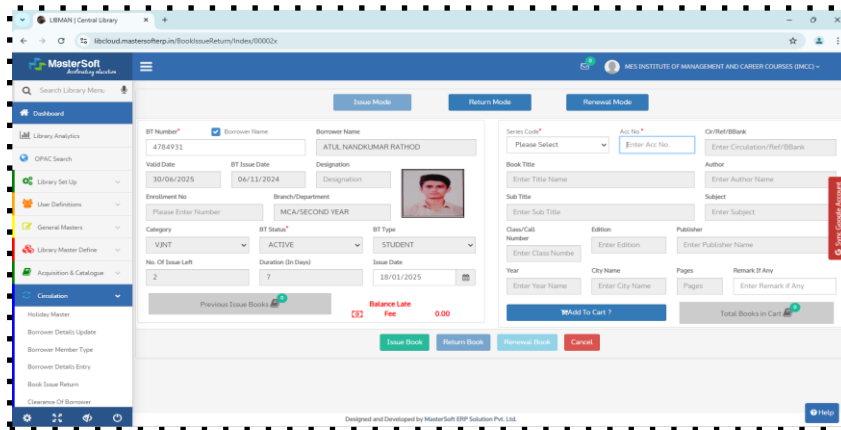 LIBMAN | Central Library
libcloud.mastersofterp.in/BookIssueReturn/Index/00002x
MasterSoft
Accelerating education
MES INSTITUTE OF MANAGEMENT AND CAREER COURSES (IMCC)
0
Search Library Menu
Dashboard
Library Analytics
OPAC Search
Library Set Up
User Definitions
General Masters
Library Master Define
Acquisition & Catalogue
Circulation
Holiday Master
Borrower Details Update
Borrower Member Type
Borrower Details Entry
Book Issue Return
Clearance Of Borrower
Issue Mode Return Mode Renewal Mode
BT Number* Borrower Name Borrower Name
4784931 ATUL NANDKUMAR RATHOD
Valid Date BT Issue Date Designation
30/06/2025 06/11/2024 Designation
Enrollment No Branch/Department
Please Enter Number MCA/SECOND YEAR
Category BT Status* BT Type
VJNT ACTIVE STUDENT
No. Of Issue Left Duration (In Days) Issue Date
2 7 18/01/2025
Previous Issue Books 0 Balance Late
Fee 0.00
Series Code* Acc No.* Cir/Ref/BBank
Please Select Enter Acc No. Enter Circulation/Ref/BBank
Book Title Author
Enter Title Name Enter Author Name
Sub Title Subject
Enter Sub Title Enter Subject
Class/Call Number Edition Publisher
Enter Class Numbe Enter Edition Enter Publisher Name
Year City Name Pages Remark If Any
Enter Year Name Enter City Name Pages Enter Remark if Any
Add To Cart ? Total Books in Cart 0
Issue Book Return Book Renewal Book Cancel
Sync Google Account
Designed and Developed by MasterSoft ERP Solution Pvt. Ltd.
Help